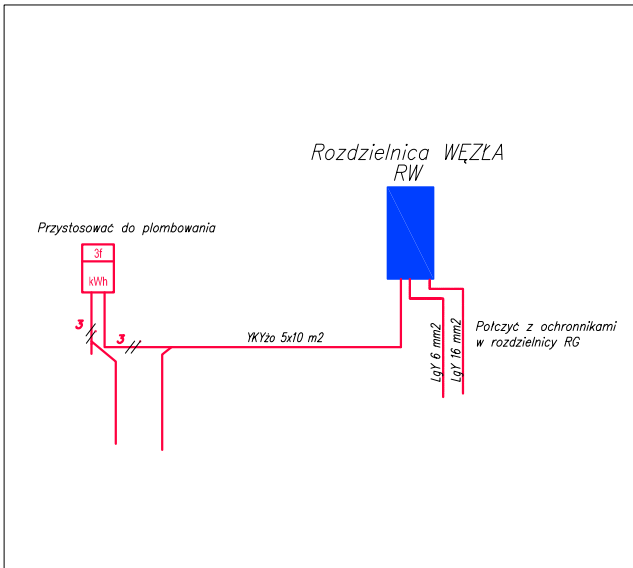 Rozdzielnica WĘZŁA
RW
Przystosować do plombowania
3f
kWh
3
3
YKYżo 5x10 m2
LgY 6 mm2
LgY 16 mm2
Połczyć z ochronnikami
w rozdzielnicy RG